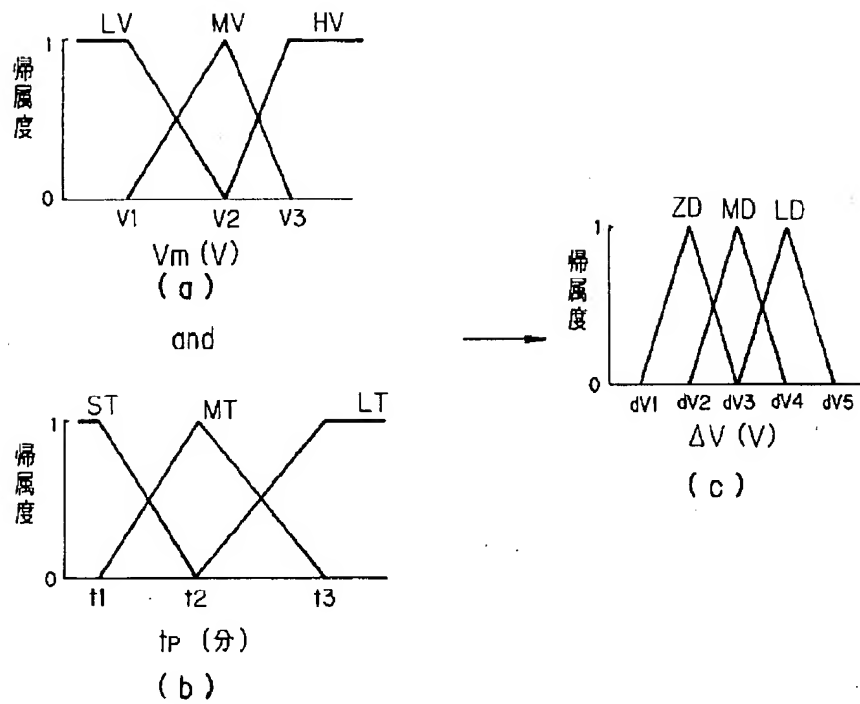 LV MV HV
1
帰属度
0
V1 V2 V3
Vm (V)
(a)
and
ST MT LT
1
帰属度
0
t1 t2 t3
tP (分)
(b)
ZD MD LD
1
帰属度
0
dV1 dV2 dV3 dV4 dV5
ΔV (V)
(c)